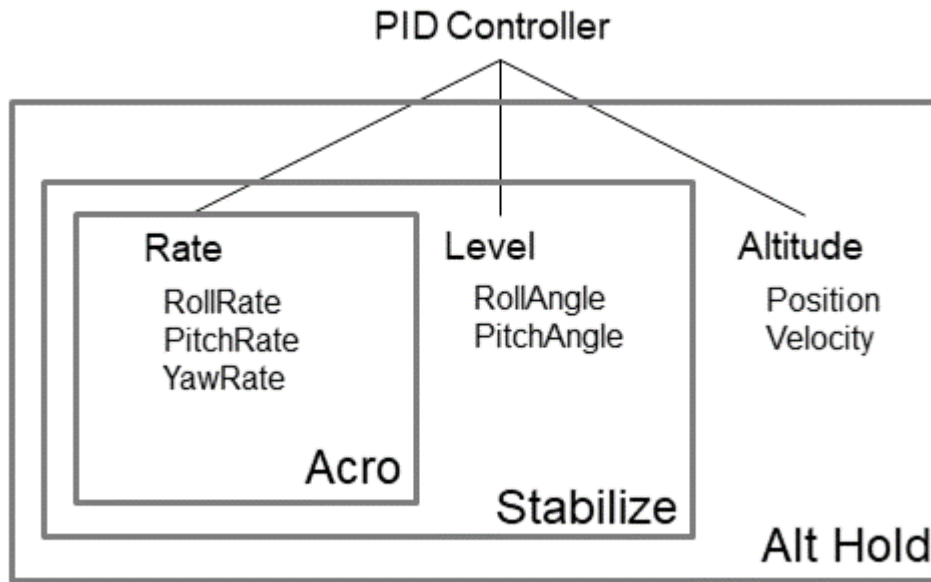 PID Controller
Rate
RollRate
PitchRate
YawRate
Acro
Level
RollAngle
PitchAngle
Stabilize
Altitude
Position
Velocity
Alt Hold